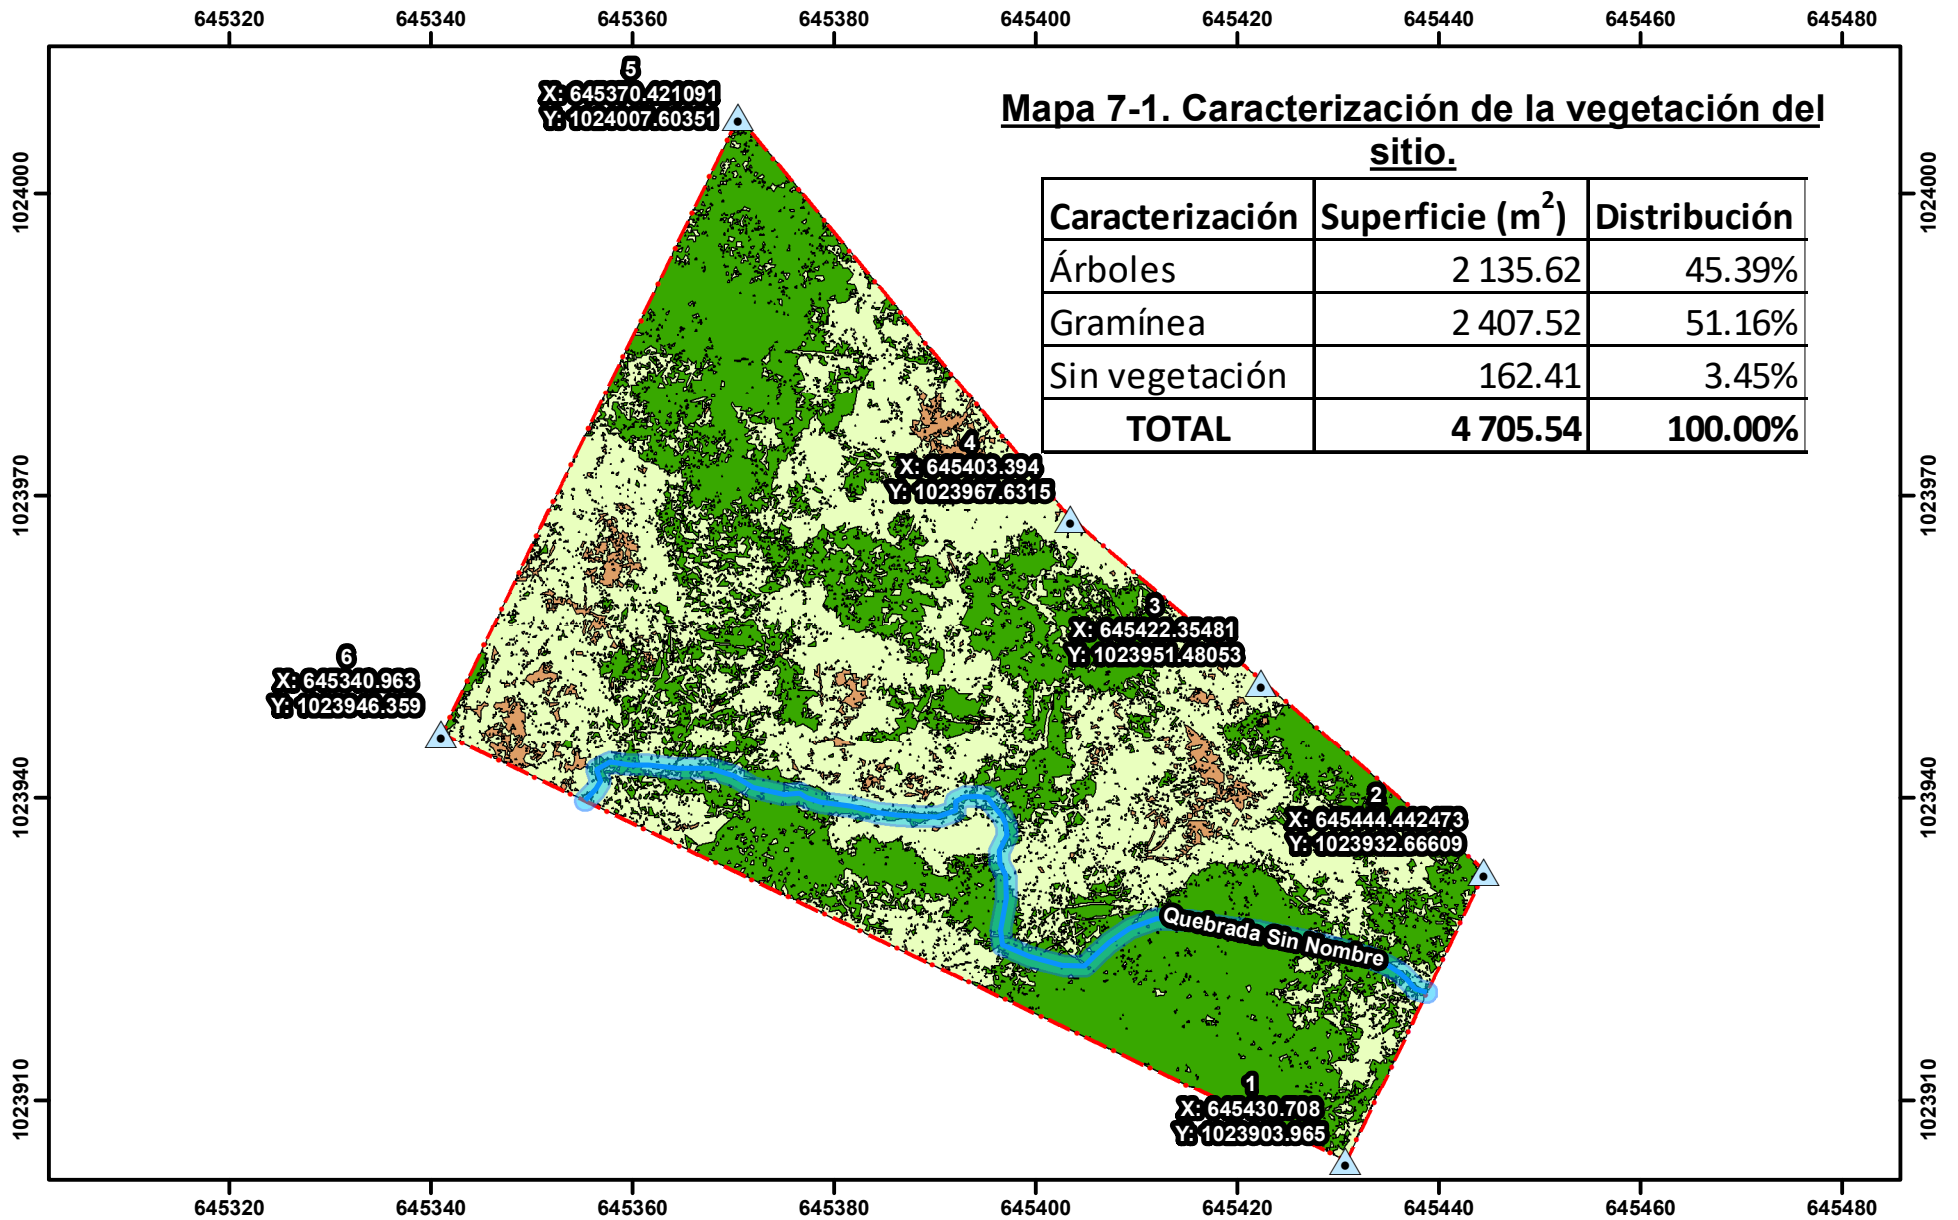 645320 645340 645360 645380 645400 645420 645440 645460 645480
Mapa 7-1. Caracterización de la vegetación del
sitio.
Caracterización Superficie (m²) Distribución
Árboles 2 135.62 45.39%
Gramínea 2 407.52 51.16%
Sin vegetación 162.41 3.45%
TOTAL 4 705.54 100.00%
5
X: 645370.421091
Y: 1024007.60351
4
X: 645403.394
Y: 1023967.6315
3
X: 645422.35481
Y: 1023951.48053
6
X: 645340.963
Y: 1023946.359
2
X: 645444.442473
Y: 1023932.66609
Quebrada Sin Nombre
1
X: 645430.708
Y: 1023903.965
1024000
1023970
1023940
1023910
1024000
1023970
1023940
1023910
645320 645340 645360 645380 645400 645420 645440 645460 645480